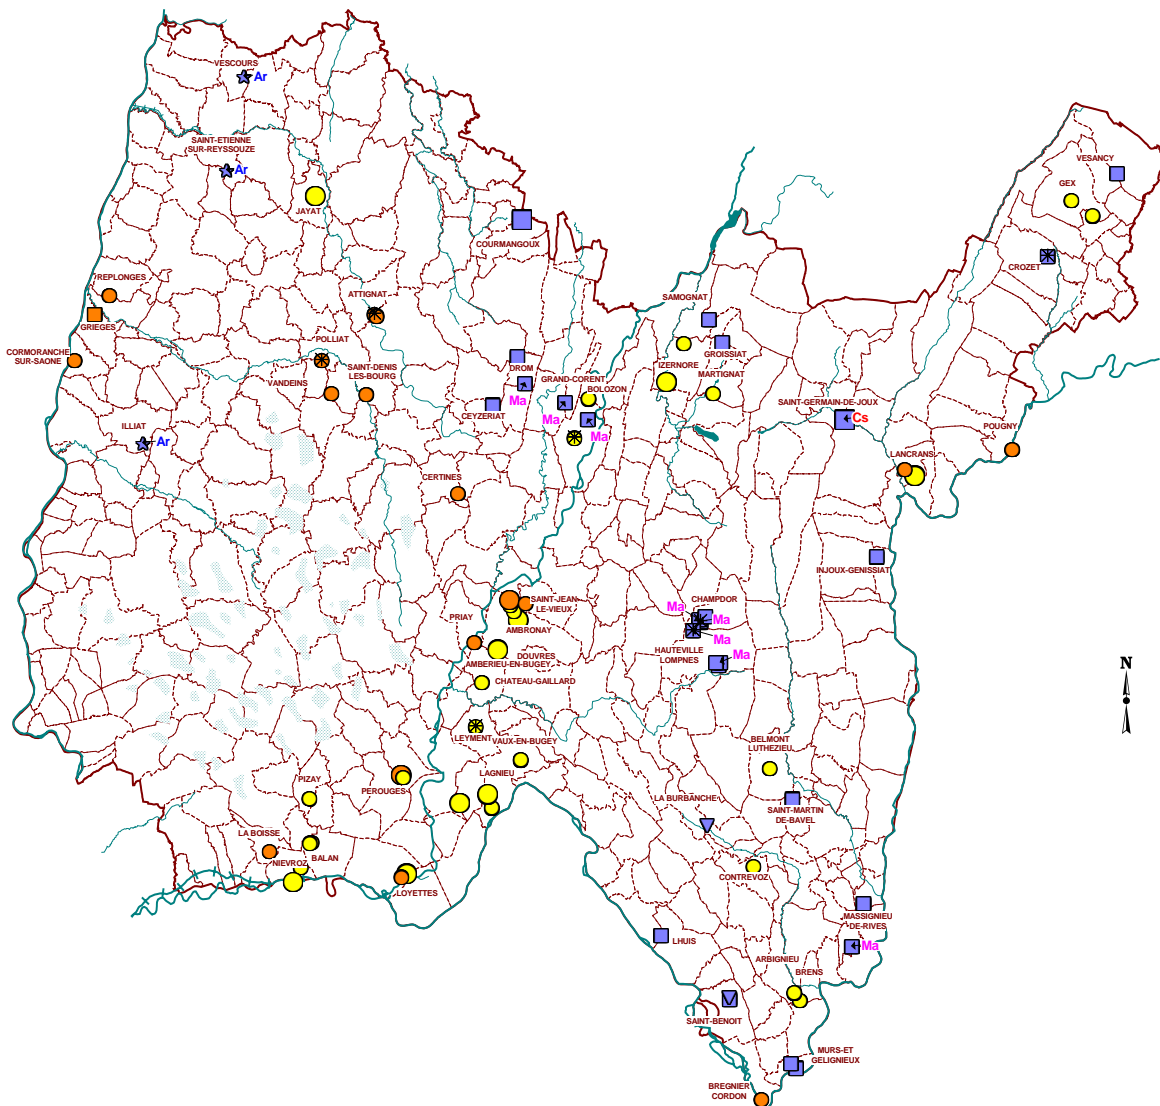 VESCOURS
Ar
SAINT-ETIENNE
SUR-REYSSOUZE
Ar
JAYAT
COURMANGOUX
VESANCY
GEX
CROZET
REPLONGES
GRIEGES
ATTIGNAT
SAMOGNAT
CORMORANCHE
SUR-SAONE
POLLIAT
VANDEINS
SAINT-DENIS
LES-BOURG
DROM
GROISSIAT
IZERNORE
MARTIGNAT
GRAND-CORENT
BOLOZON
Ma
CEYZERIAT
Ma
Ma
SAINT-GERMAIN-DE-JOUX
Cs
ILLIAT
Ar
POUGNY
LANCRANS
CERTINES
INJOUX-GENISSIAT
SAINT-JEAN
LE-VIEUX
PRIAY
AMBRONAY
DOUVRES
AMBERIEU-EN-BUGEY
CHATEAU-GAILLARD
CHAMPDOR
Ma
Ma
Ma
HAUTEVILLE
LOMPNES
Ma
N
LEYMENT
VAUX-EN-BUGEY
LAGNIEU
PEROUGES
PIZAY
BELMONT
LUTHEZIEU
LA BURBANCHE
SAINT-MARTIN
DE-BAVEL
LA BOISSE
BALAN
NIEVROZ
LOYETTES
CONTREVOZ
MASSIGNIEU
DE-RIVES
Ma
LHUIS
ARBIGNIEU
BRENS
SAINT-BENOIT
MURS-ET
GELIGNIEUX
BREGNIER
CORDON